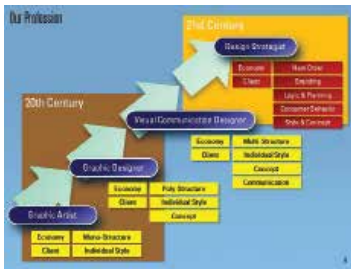 Our Profession
21st Century
Design Strategist
Economy New Order
Client Branding
Logic & Planning
Consumer Behavior
Style & Concept
20th Century
Visual Communication Designer
Economy Multi-Structure
Client Individual Style
Concept
Communication
Graphic Designer
Economy Poly-Structure
Client Individual Style
Concept
Graphic Artist
Economy Mono-Structure
Client Individual Style